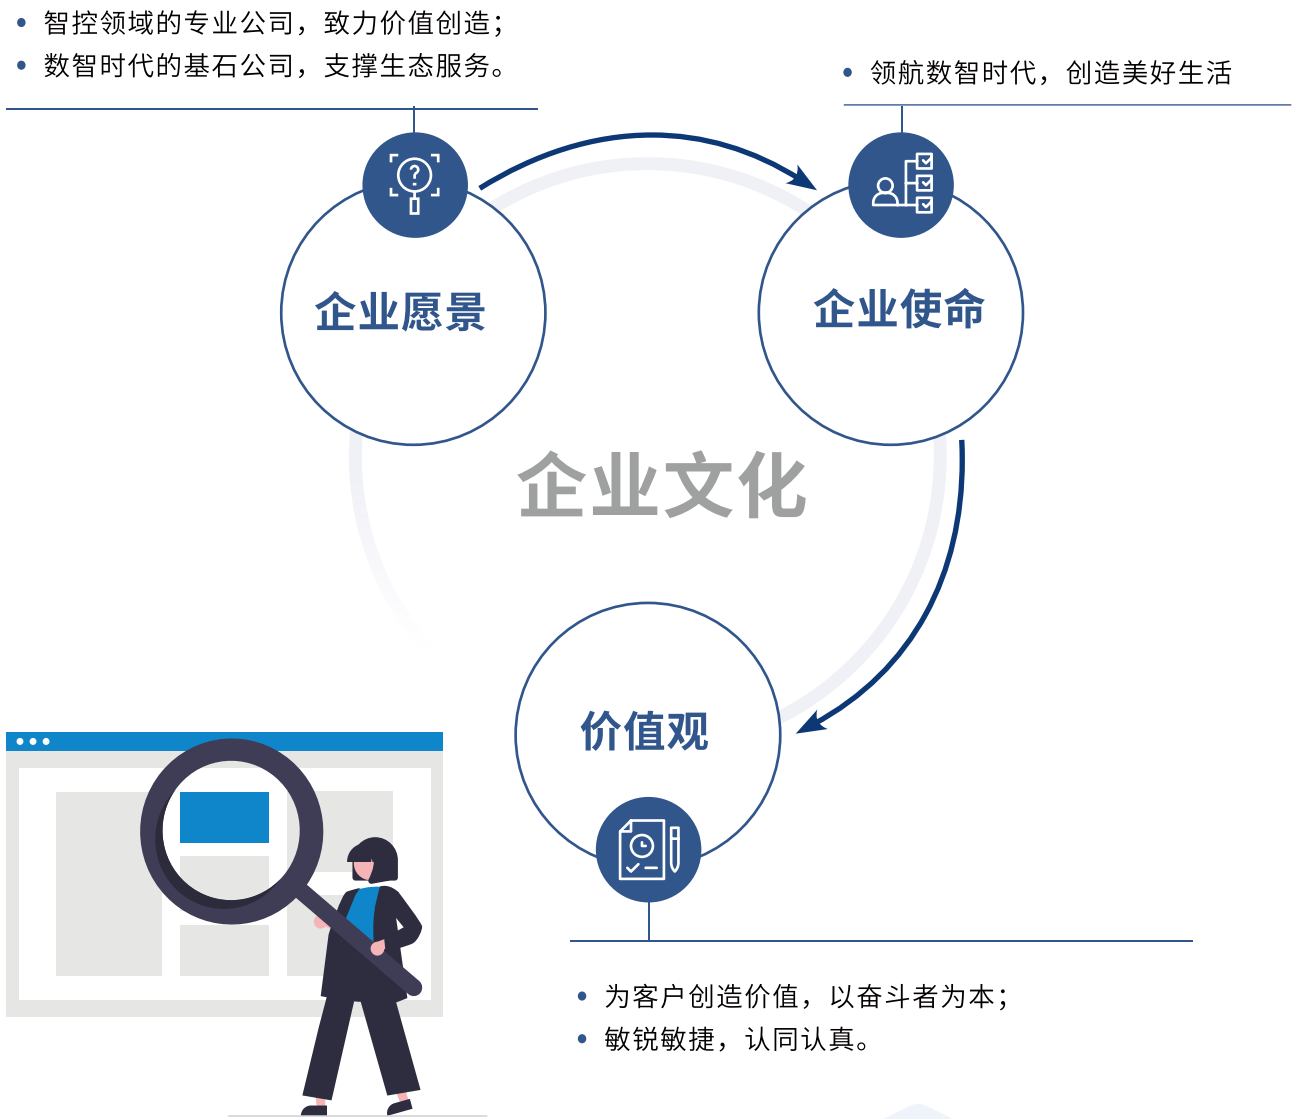 智控领域的专业公司，致力价值创造；
数智时代的基石公司，支撑生态服务。
领航数智时代，创造美好生活
企业愿景
企业使命
企业文化
价值观
为客户创造价值，以奋斗者为本；
敏锐敏捷，认同认真。